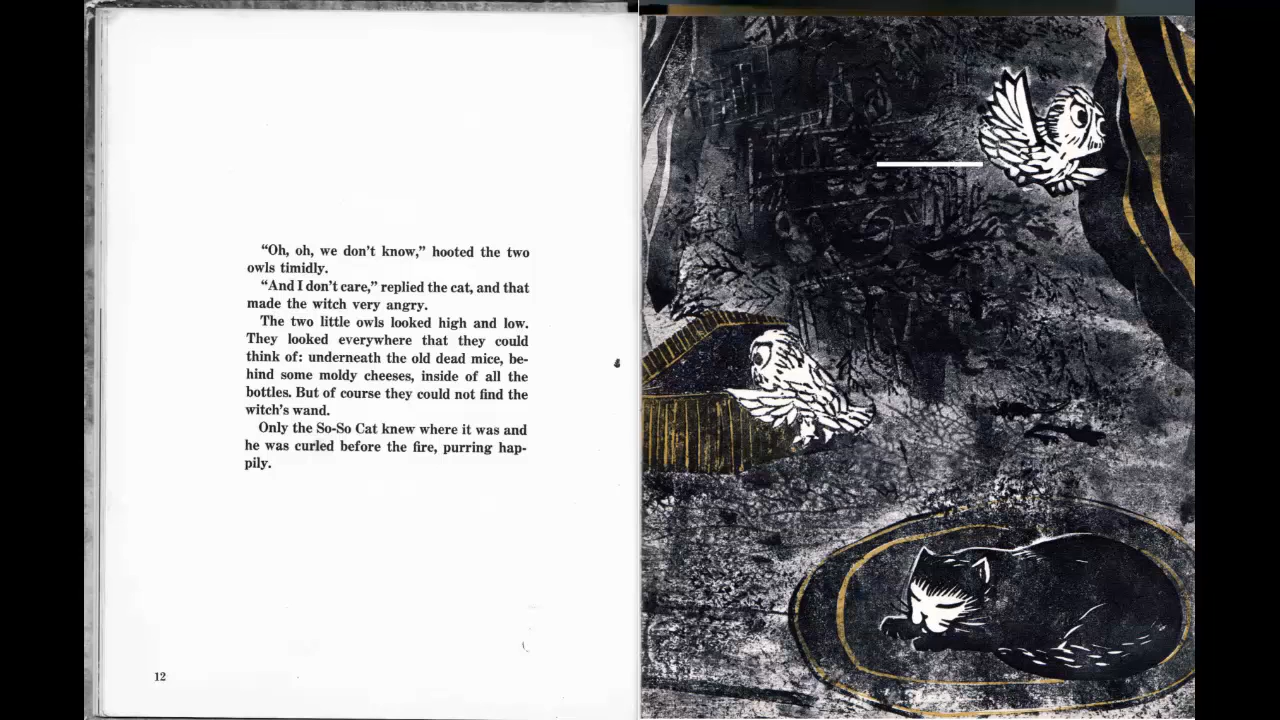 “Oh, oh, we don’t know,” hooted the two
owls timidly.
“And I don’t care,” replied the cat, and that
made the witch very angry.
The two little owls looked high and low.
They looked everywhere that they could
think of: underneath the old dead mice, be-
hind some moldy cheeses, inside of all the
bottles. But of course they could not find the
witch’s wand.
Only the So-So Cat knew where it was and
he was curled before the fire, purring hap-
pily.
12